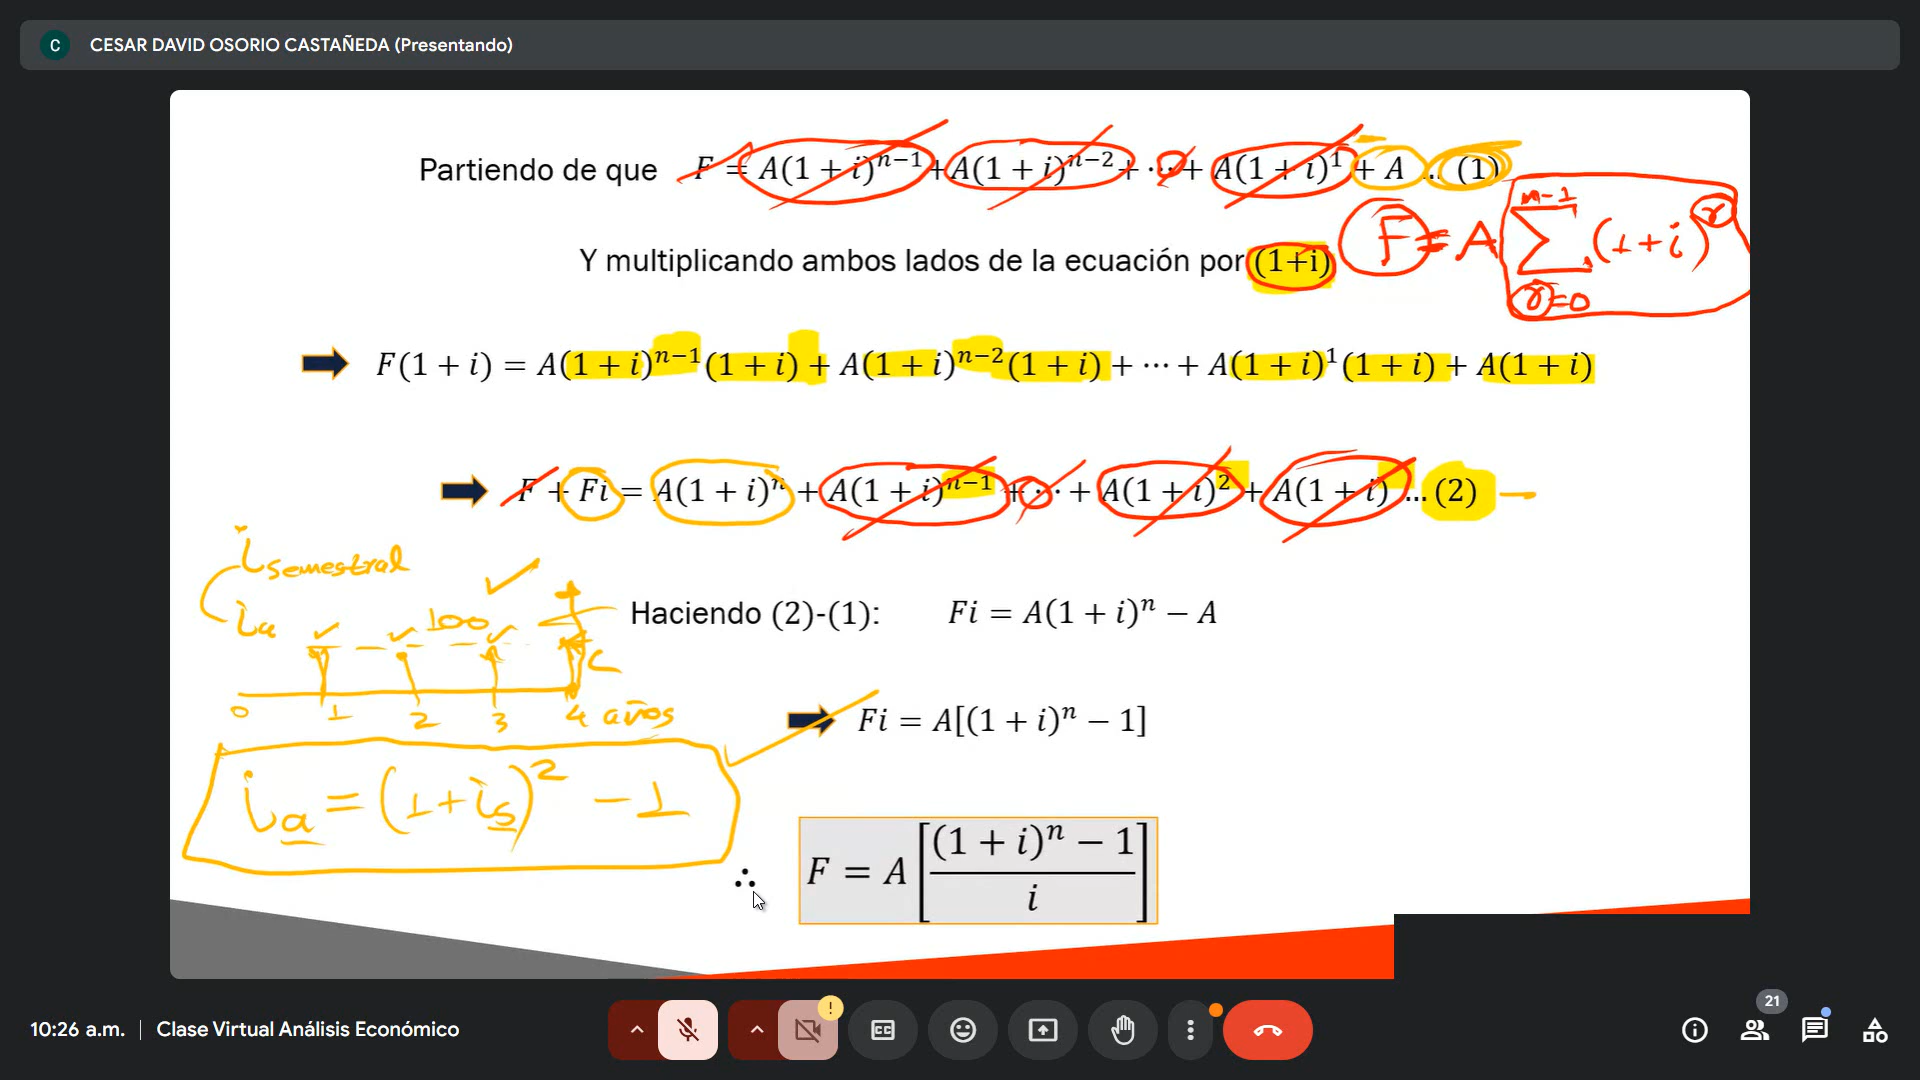 C CESAR DAVID OSORIO CASTAÑEDA (Presentando)
Partiendo de que F = A(1 + i)^{n−1}+A(1 + i)^{n−2}+ ⋯ + A(1 + i)^1 + A … (1)
F = A ∑_{r=0}^{n-1} (1+i)^r
Y multiplicando ambos lados de la ecuación por (1+i)
F(1 + i) = A(1 + i)^{n−1}(1 + i) + A(1 + i)^{n−2}(1 + i) + ⋯ + A(1 + i)^1(1 + i) + A(1 + i)
F + Fi = A(1 + i)^n + A(1 + i)^{n−1} + ⋯ + A(1 + i)^2 + A(1 + i) … (2)
i semestral
ia
100
Haciendo (2)-(1): Fi = A(1 + i)^n − A
0 1 2 3 4 años
Fi = A[(1 + i)^n − 1]
ia = (1+is)^2 − 1
∴ F = A [((1 + i)^n − 1) / i]
10:26 a.m. | Clase Virtual Análisis Económico
21